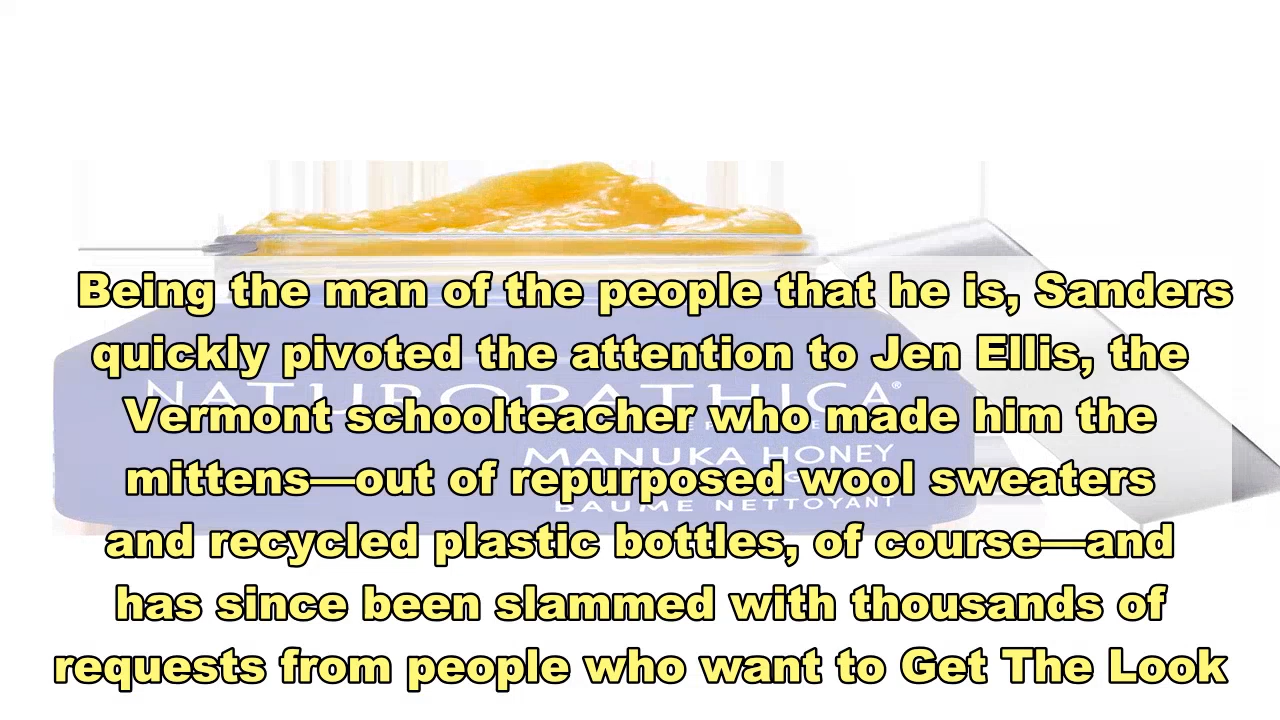 Being the man of the people that he is, Sanders
quickly pivoted the attention to Jen Ellis, the
NATUROPATHICA®
Vermont schoolteacher who made him the
MANUKA HONEY
mittens—out of repurposed wool sweaters
BAUME NETTOYANT
and recycled plastic bottles, of course—and
has since been slammed with thousands of
requests from people who want to Get The Look